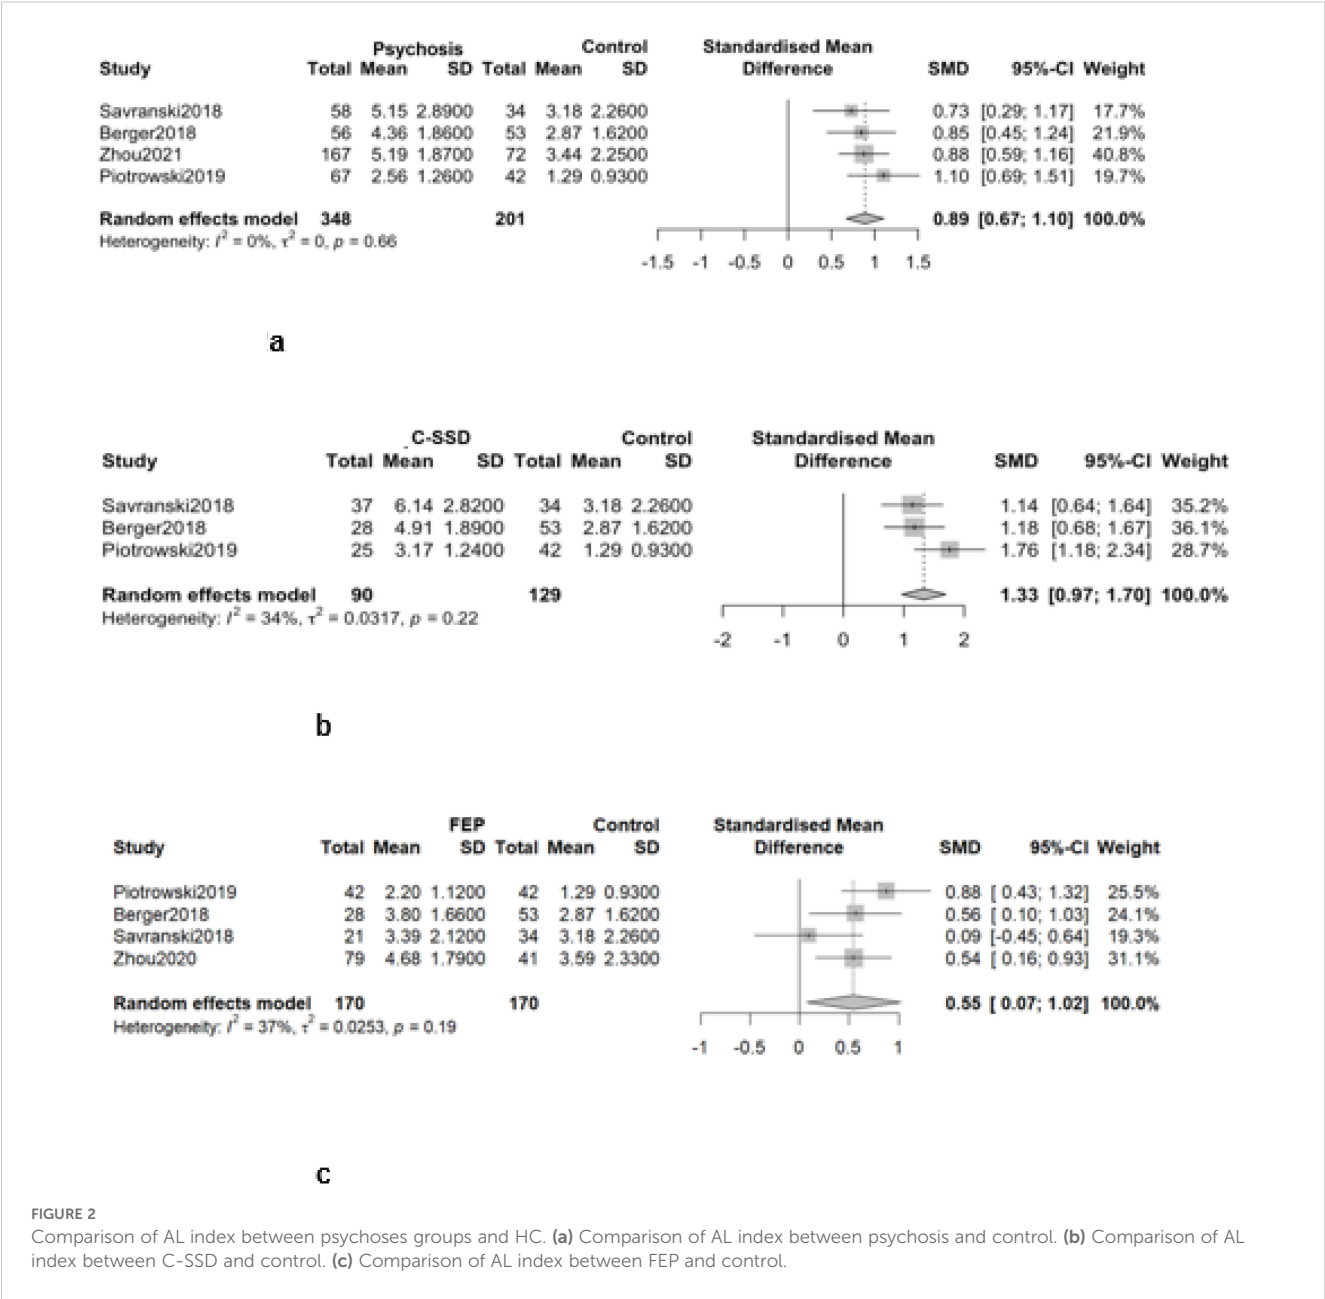 Psychosis Control Standardised Mean
Study Total Mean SD Total Mean SD Difference SMD 95%-CI Weight
Savranski2018 58 5.15 2.8900 34 3.18 2.2600 0.73 [0.29; 1.17] 17.7%
Berger2018 56 4.36 1.8600 53 2.87 1.6200 0.85 [0.45; 1.24] 21.9%
Zhou2021 167 5.19 1.8700 72 3.44 2.2500 0.88 [0.59; 1.16] 40.8%
Piotrowski2019 67 2.56 1.2600 42 1.29 0.9300 1.10 [0.69; 1.51] 19.7%
Random effects model 348 201 0.89 [0.67; 1.10] 100.0%
Heterogeneity: I² = 0%, τ² = 0, p = 0.66
-1.5 -1 -0.5 0 0.5 1 1.5
a
C-SSD Control Standardised Mean
Study Total Mean SD Total Mean SD Difference SMD 95%-CI Weight
Savranski2018 37 6.14 2.8200 34 3.18 2.2600 1.14 [0.64; 1.64] 35.2%
Berger2018 28 4.91 1.8900 53 2.87 1.6200 1.18 [0.68; 1.67] 36.1%
Piotrowski2019 25 3.17 1.2400 42 1.29 0.9300 1.76 [1.18; 2.34] 28.7%
Random effects model 90 129 1.33 [0.97; 1.70] 100.0%
Heterogeneity: I² = 34%, τ² = 0.0317, p = 0.22
-2 -1 0 1 2
b
FEP Control Standardised Mean
Study Total Mean SD Total Mean SD Difference SMD 95%-CI Weight
Piotrowski2019 42 2.20 1.1200 42 1.29 0.9300 0.88 [ 0.43; 1.32] 25.5%
Berger2018 28 3.80 1.6600 53 2.87 1.6200 0.56 [ 0.10; 1.03] 24.1%
Savranski2018 21 3.39 2.1200 34 3.18 2.2600 0.09 [-0.45; 0.64] 19.3%
Zhou2020 79 4.68 1.7900 41 3.59 2.3300 0.54 [ 0.16; 0.93] 31.1%
Random effects model 170 170 0.55 [ 0.07; 1.02] 100.0%
Heterogeneity: I² = 37%, τ² = 0.0253, p = 0.19
-1 -0.5 0 0.5 1
c
FIGURE 2
Comparison of AL index between psychoses groups and HC. (a) Comparison of AL index between psychosis and control. (b) Comparison of AL
index between C-SSD and control. (c) Comparison of AL index between FEP and control.